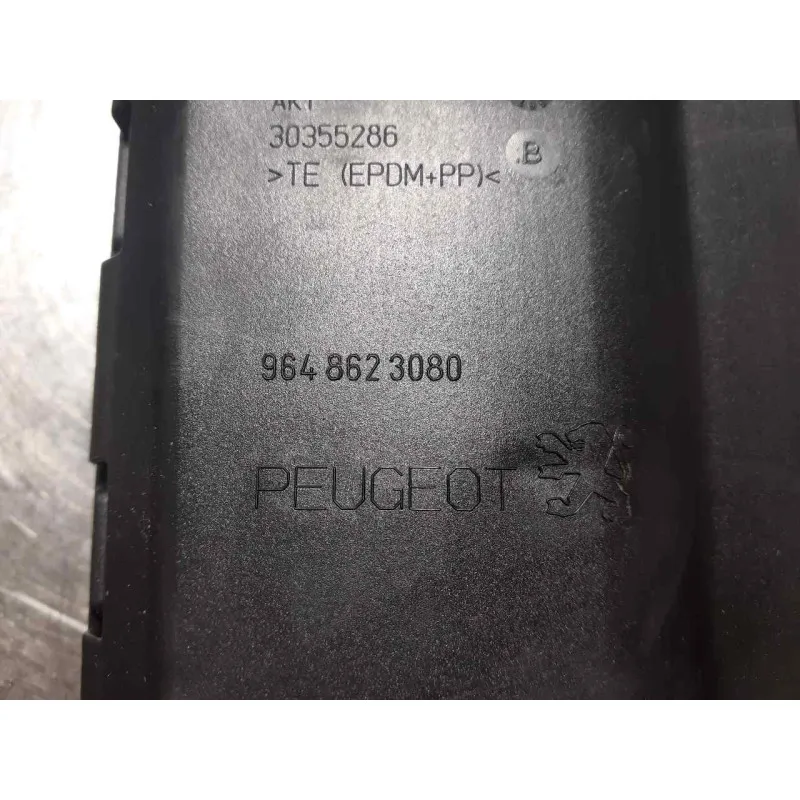 30355286
>TE (EPDM+PP)<
.B
964 862 3080
PEUGEOT